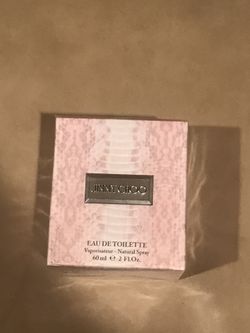 JIMMY CHOO
EAU DE TOILETTE
Vaporisateur - Natural Spray
60 ml ℮ 2 Fl.Oz.